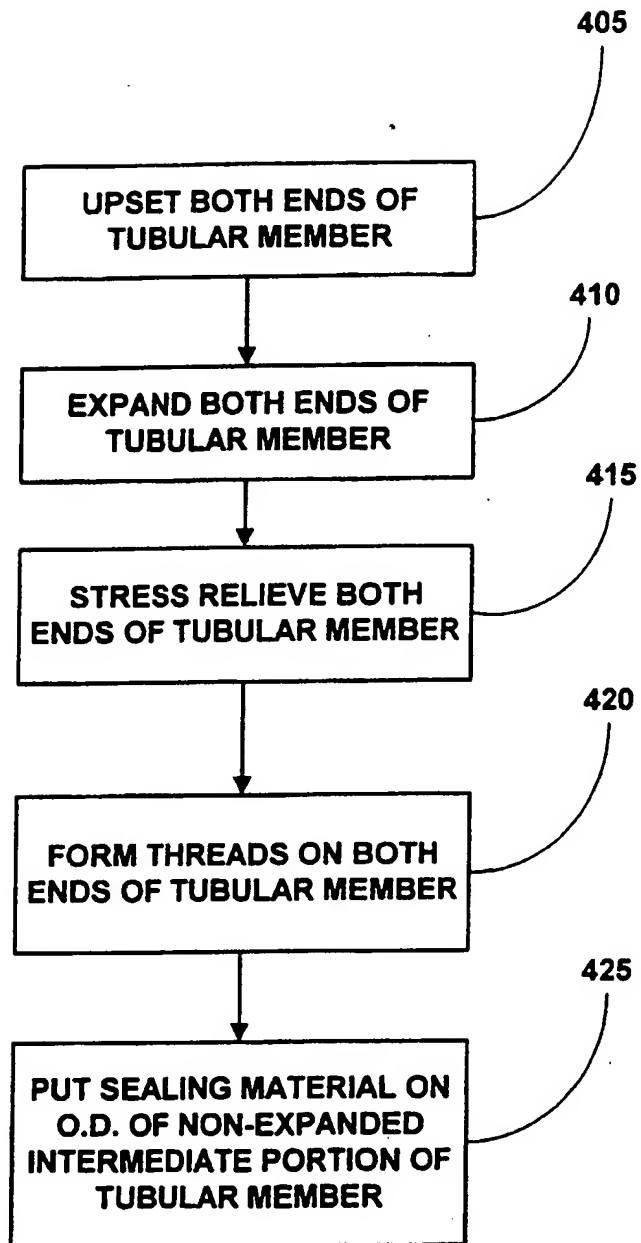 405
UPSET BOTH ENDS OF
TUBULAR MEMBER
410
EXPAND BOTH ENDS OF
TUBULAR MEMBER
415
STRESS RELIEVE BOTH
ENDS OF TUBULAR MEMBER
420
FORM THREADS ON BOTH
ENDS OF TUBULAR MEMBER
425
PUT SEALING MATERIAL ON
O.D. OF NON-EXPANDED
INTERMEDIATE PORTION OF
TUBULAR MEMBER